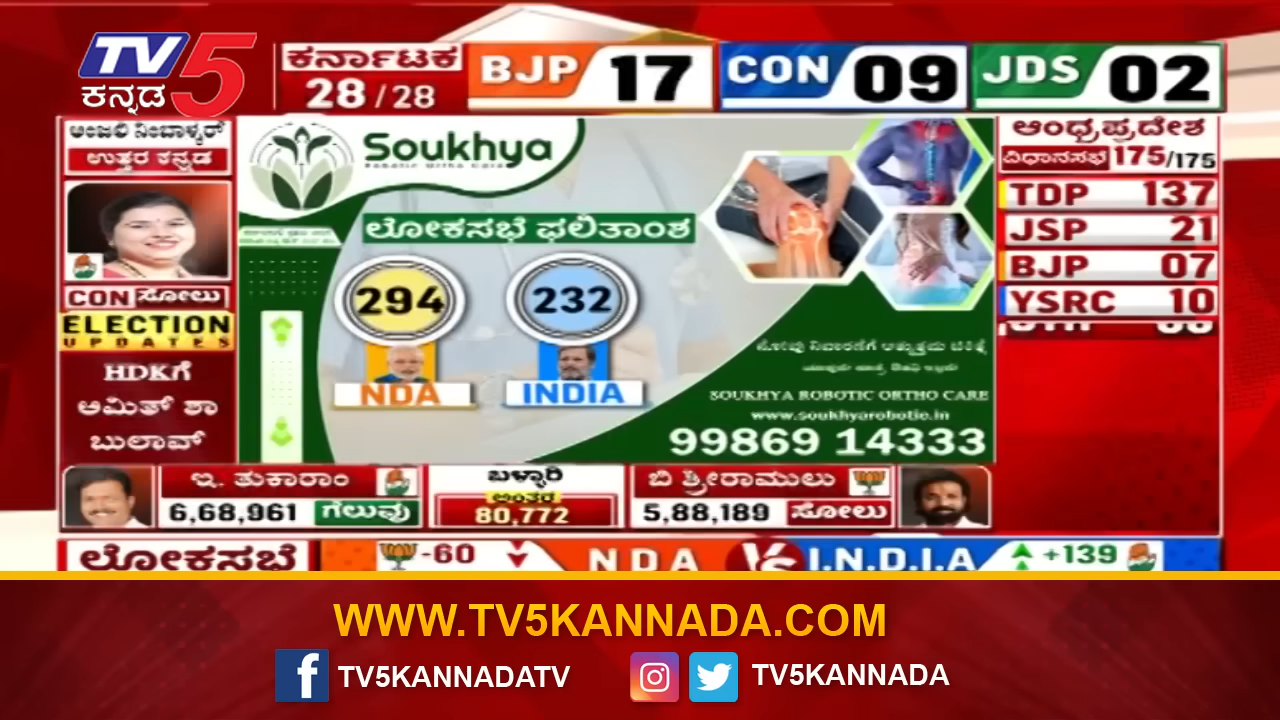 TV5
ಕನ್ನಡ
ಕರ್ನಾಟಕ
28/28
BJP 17
CON 09
JDS 02
ಅಂಜಲಿ ನಿಂಬಾಳ್ಕರ್
ಉತ್ತರ ಕನ್ನಡ
CON ಸೋಲು
ELECTION
UPDATES
HDKಗೆ
ಅಮಿತ್ ಶಾ
ಬುಲಾವ್
Soukhya
Robotic Ortho Care
ಲೋಕಸಭೆ ಫಲಿತಾಂಶ
294 232
NDA INDIA
ನೋವು ನಿವಾರಣೆಗೆ ಅತ್ಯುತ್ತಮ ಚಿಕಿತ್ಸೆ
SOUKHYA ROBOTIC ORTHO CARE
www.soukhyarobotic.in
99869 14333
ಆಂಧ್ರಪ್ರದೇಶ
ವಿಧಾನಸಭೆ 175/175
TDP 137
JSP 21
BJP 07
YSRC 10
ಇ. ತುಕಾರಾಂ
6,68,961 ಗೆಲುವು
ಬಳ್ಳಾರಿ
ಅಂತರ
80,772
ಬಿ ಶ್ರೀರಾಮುಲು
5,88,189 ಸೋಲು
ಲೋಕಸಭೆ
-60 NDA VS I.N.D.I.A +139
WWW.TV5KANNADA.COM
TV5KANNADATV
TV5KANNADA